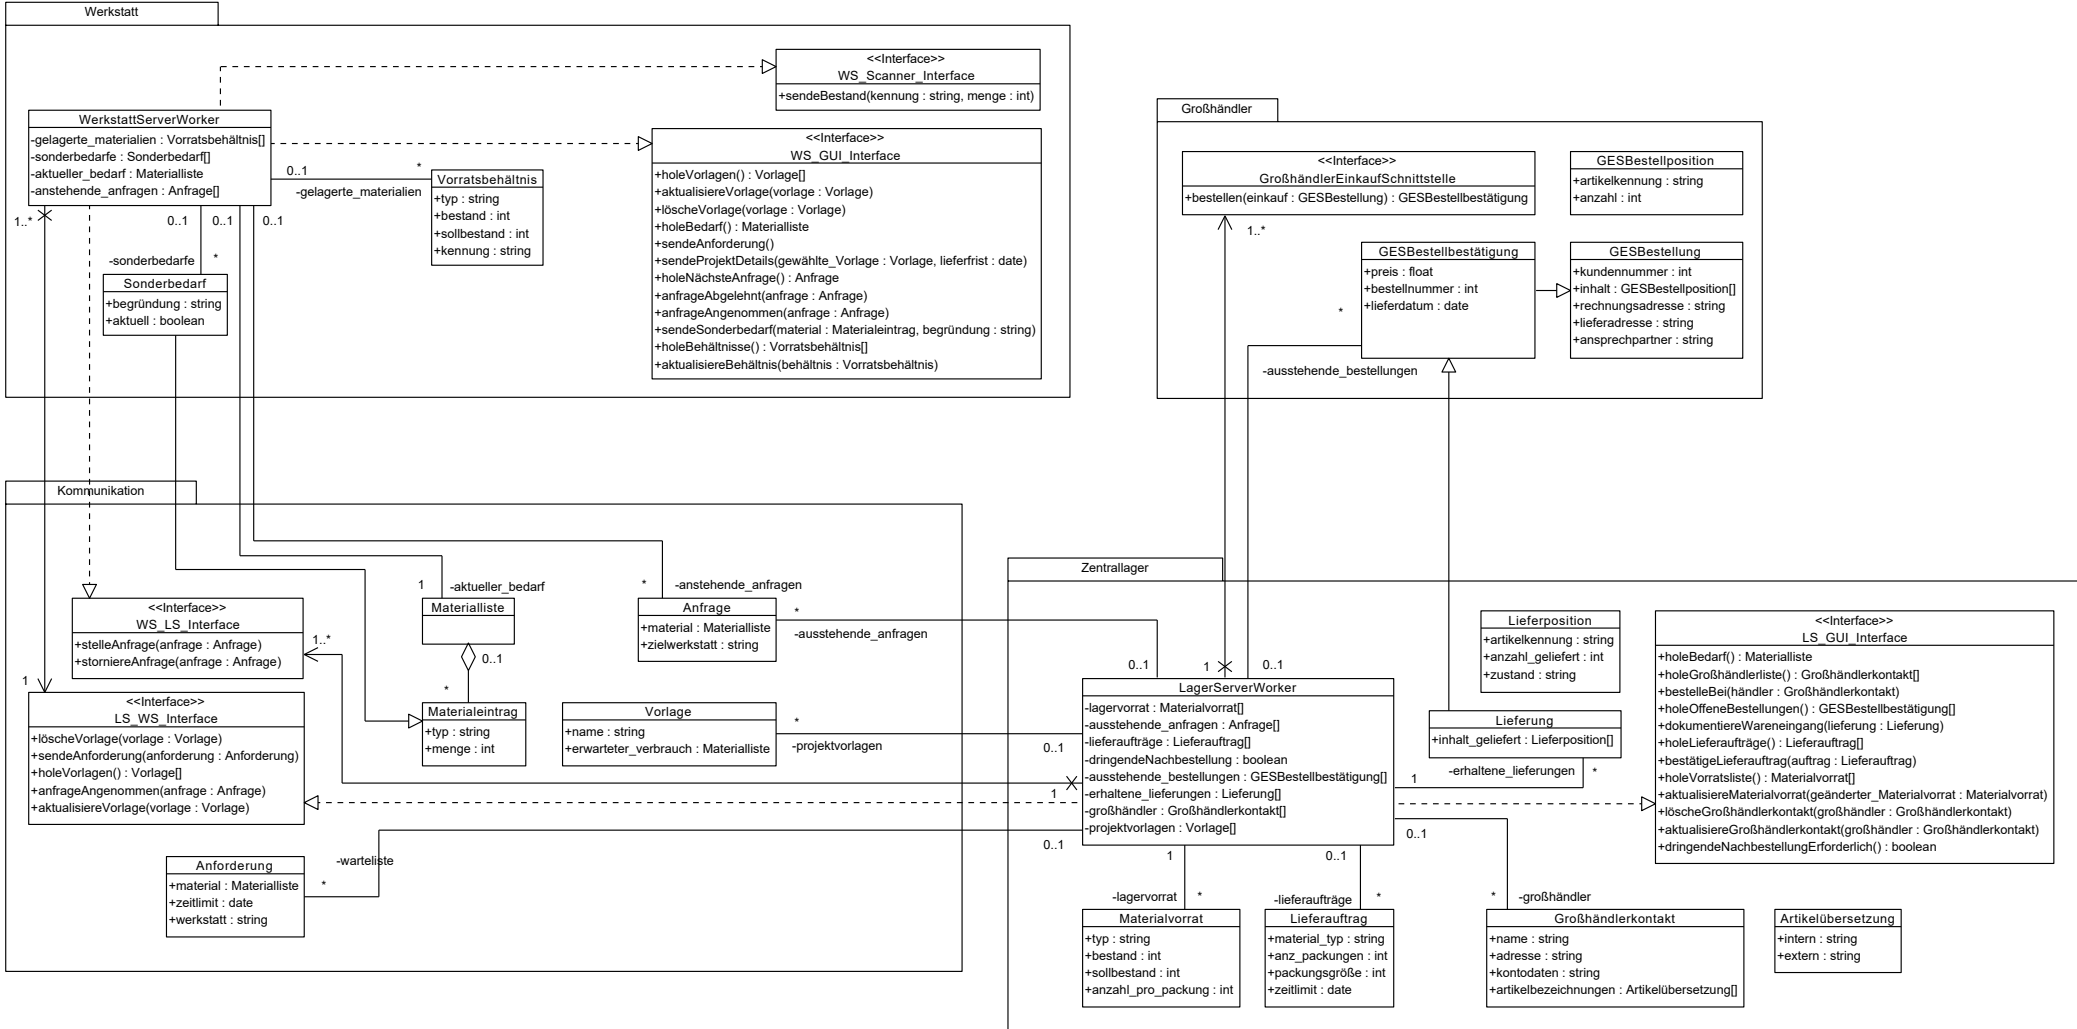 Werkstatt
<<Interface>>
WS_Scanner_Interface
+sendeBestand(kennung : string, menge : int)
WerkstattServerWorker
-gelagerte_materialien : Vorratsbehältnis[]
-sonderbedarfe : Sonderbedarf[]
-aktueller_bedarf : Materialliste
-anstehende_anfragen : Anfrage[]
<<Interface>>
WS_GUI_Interface
+holeVorlagen() : Vorlage[]
+aktualisiereVorlage(vorlage : Vorlage)
+löscheVorlage(vorlage : Vorlage)
+holeBedarf() : Materialliste
+sendeAnforderung()
+sendeProjektDetails(gewählte_Vorlage : Vorlage, lieferfrist : date)
+holeNächsteAnfrage() : Anfrage
+anfrageAbgelehnt(anfrage : Anfrage)
+anfrageAngenommen(anfrage : Anfrage)
+sendeSonderbedarf(material : Materialeintrag, begründung : string)
+holeBehältnisse() : Vorratsbehältnis[]
+aktualisiereBehältnis(behältnis : Vorratsbehältnis)
0..1
*
-gelagerte_materialien
Vorratsbehältnis
+typ : string
+bestand : int
+sollbestand : int
+kennung : string
1..*
0..1
0..1
0..1
-sonderbedarfe
*
Sonderbedarf
+begründung : string
+aktuell : boolean
Großhändler
<<Interface>>
GroßhändlerEinkaufSchnittstelle
+bestellen(einkauf : GESBestellung) : GESBestellbestätigung
GESBestellposition
+artikelkennung : string
+anzahl : int
1..*
GESBestellbestätigung
+preis : float
+bestellnummer : int
+lieferdatum : date
GESBestellung
+kundennummer : int
+inhalt : GESBestellposition[]
+rechnungsadresse : string
+lieferadresse : string
+ansprechpartner : string
*
-ausstehende_bestellungen
Kommunikation
1
-aktueller_bedarf
*
-anstehende_anfragen
<<Interface>>
WS_LS_Interface
+stelleAnfrage(anfrage : Anfrage)
+storniereAnfrage(anfrage : Anfrage)
1..*
Materialliste
0..1
*
Anfrage
+material : Materialliste
+zielwerkstatt : string
*
-ausstehende_anfragen
1
<<Interface>>
LS_WS_Interface
+löscheVorlage(vorlage : Vorlage)
+sendeAnforderung(anforderung : Anforderung)
+holeVorlagen() : Vorlage[]
+anfrageAngenommen(anfrage : Anfrage)
+aktualisiereVorlage(vorlage : Vorlage)
Materialeintrag
+typ : string
+menge : int
Vorlage
+name : string
+erwarteter_verbrauch : Materialliste
*
-projektvorlagen
Anforderung
+material : Materialliste
+zeitlimit : date
+werkstatt : string
-warteliste
*
Zentrallager
0..1
1
0..1
LagerServerWorker
-lagervorrat : Materialvorrat[]
-ausstehende_anfragen : Anfrage[]
-lieferaufträge : Lieferauftrag[]
-dringendeNachbestellung : boolean
-ausstehende_bestellungen : GESBestellbestätigung[]
-erhaltene_lieferungen : Lieferung[]
-großhändler : Großhändlerkontakt[]
-projektvorlagen : Vorlage[]
0..1
1
0..1
Lieferposition
+artikelkennung : string
+anzahl_geliefert : int
+zustand : string
Lieferung
+inhalt_geliefert : Lieferposition[]
-erhaltene_lieferungen
*
1
<<Interface>>
LS_GUI_Interface
+holeBedarf() : Materialliste
+holeGroßhändlerliste() : Großhändlerkontakt[]
+bestelleBei(händler : Großhändlerkontakt)
+holeOffeneBestellungen() : GESBestellbestätigung[]
+dokumentiereWareneingang(lieferung : Lieferung)
+holeLieferaufträge() : Lieferauftrag[]
+bestätigeLieferauftrag(auftrag : Lieferauftrag)
+holeVorratsliste() : Materialvorrat[]
+aktualisiereMaterialvorrat(geänderter_Materialvorrat : Materialvorrat)
+löscheGroßhändlerkontakt(großhändler : Großhändlerkontakt)
+aktualisiereGroßhändlerkontakt(großhändler : Großhändlerkontakt)
+dringendeNachbestellungErforderlich() : boolean
1
0..1
0..1
-lagervorrat
*
-lieferaufträge
*
*
-großhändler
Materialvorrat
+typ : string
+bestand : int
+sollbestand : int
+anzahl_pro_packung : int
Lieferauftrag
+material_typ : string
+anz_packungen : int
+packungsgröße : int
+zeitlimit : date
Großhändlerkontakt
+name : string
+adresse : string
+kontodaten : string
+artikelbezeichnungen : Artikelübersetzung[]
Artikelübersetzung
+intern : string
+extern : string